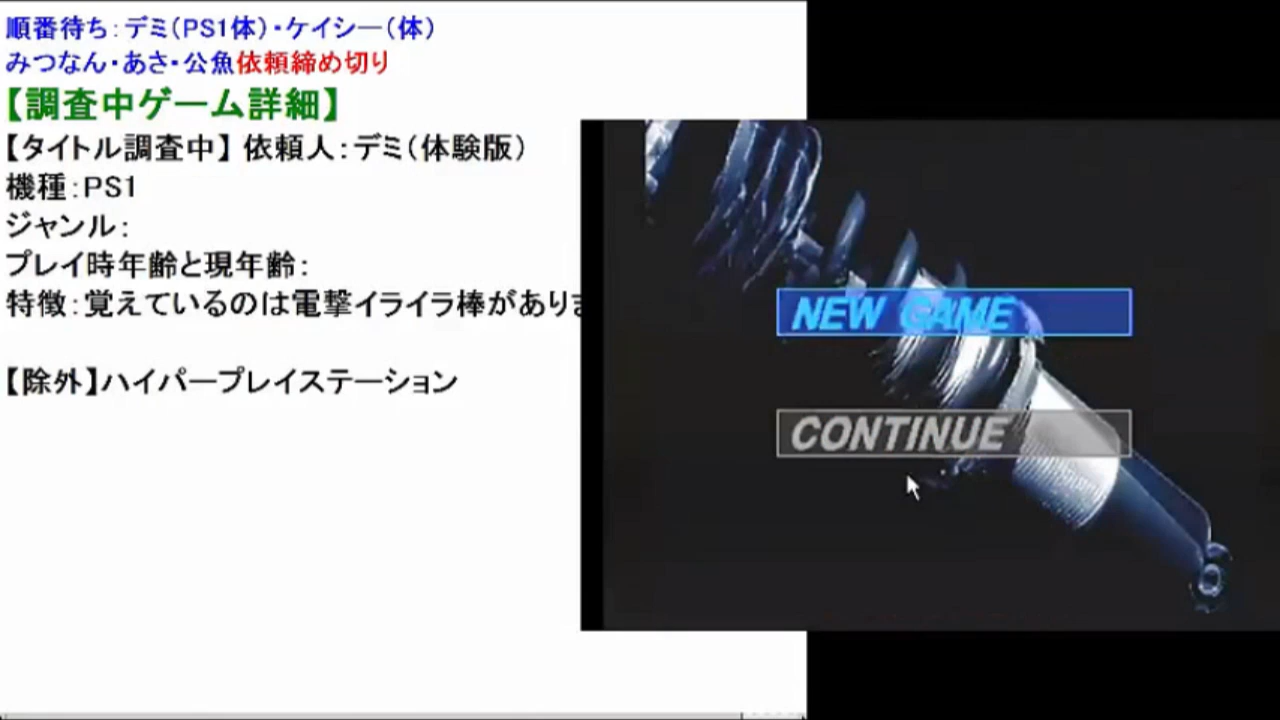 順番待ち：デミ（PS1体）・ケイシー（体）
みつなん・あさ・公魚依頼締め切り
【調査中ゲーム詳細】
【タイトル調査中】 依頼人：デミ（体験版）
機種：PS1
ジャンル：
プレイ時年齢と現年齢：
特徴：覚えているのは電撃イライラ棒があり
【除外】ハイパープレイステーション
NEW GAME
CONTINUE